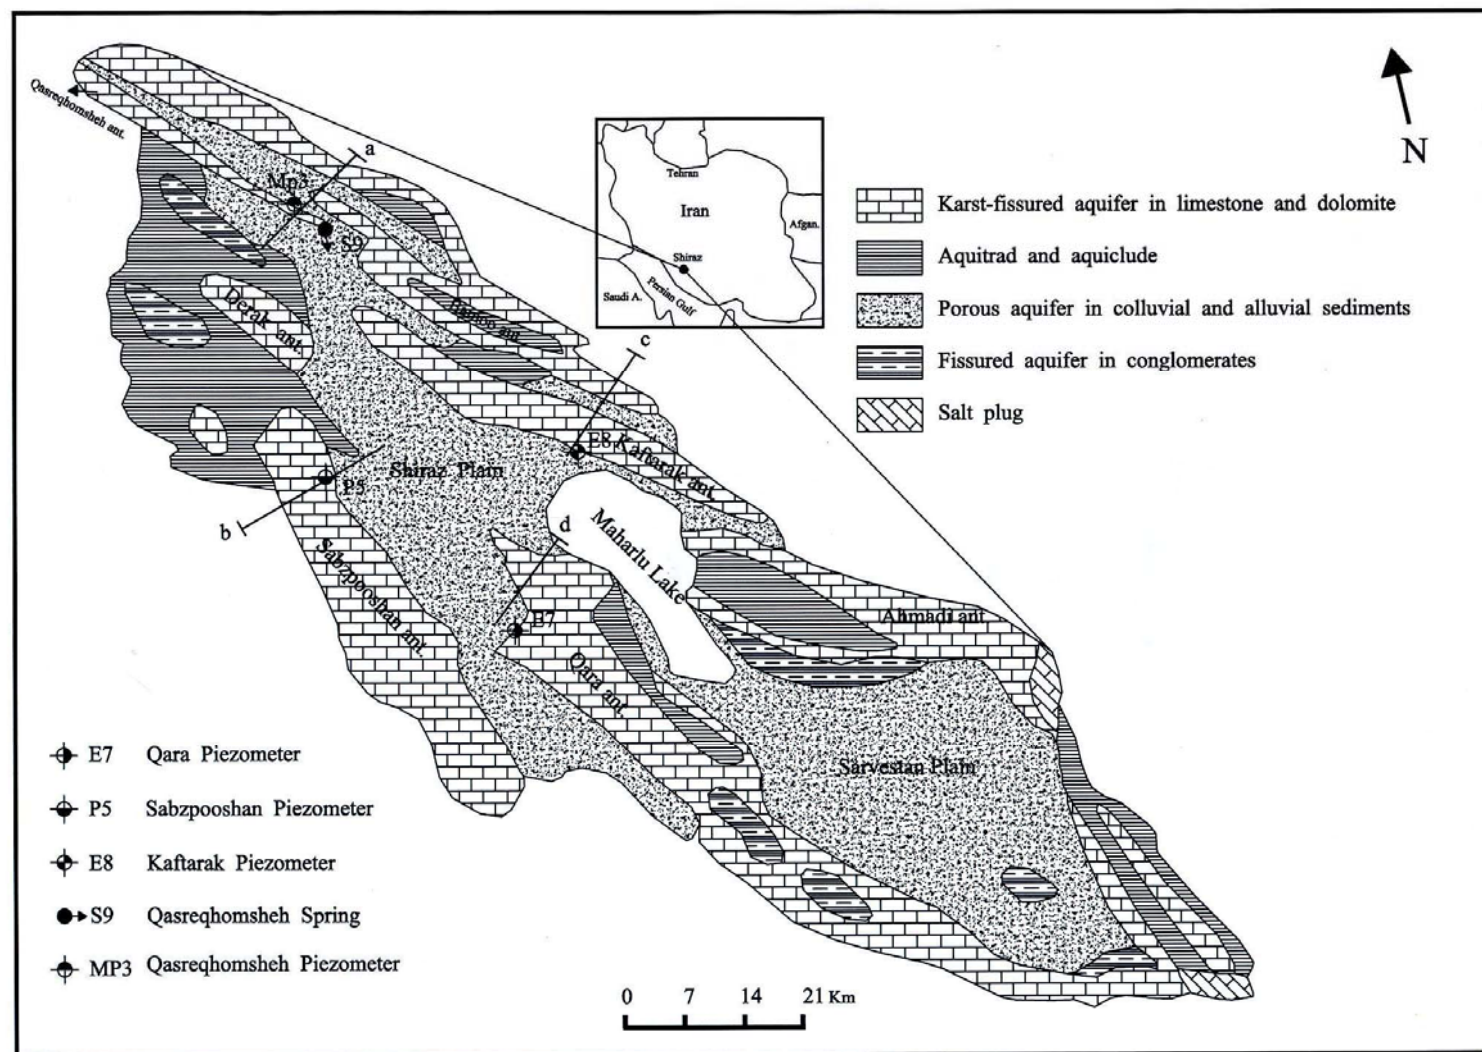 Qasreqhomsheh ant.
a
Mp3
S9
Derak ant.
c
E8
Kaftarak ant.
Shiraz Plain
P5
b
Sabzpooshan ant.
d
Maharlu Lake
E7
Qara ant.
Ahmadi ant
Sarvestan Plain
Tehran
Iran
Afgan.
Shiraz
Saudi A.
Persian Gulf
N
Karst-fissured aquifer in limestone and dolomite
Aquitrad and aquiclude
Porous aquifer in colluvial and alluvial sediments
Fissured aquifer in conglomerates
Salt plug
E7 Qara Piezometer
P5 Sabzpooshan Piezometer
E8 Kaftarak Piezometer
S9 Qasreqhomsheh Spring
MP3 Qasreqhomsheh Piezometer
0 7 14 21 Km